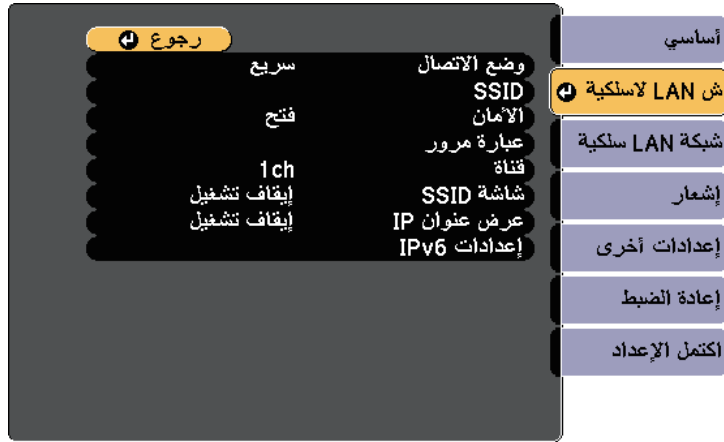 أساسي
ش LAN لاسلكية
شبكة LAN سلكية
إشعار
إعدادات أخرى
إعادة الضبط
اكتمل الإعداد
رجوع
وضع الاتصال سريع
SSID
الأمان فتح
عبارة مرور
قناة 1ch
شاشة SSID إيقاف تشغيل
عرض عنوان IP إيقاف تشغيل
إعدادات IPv6